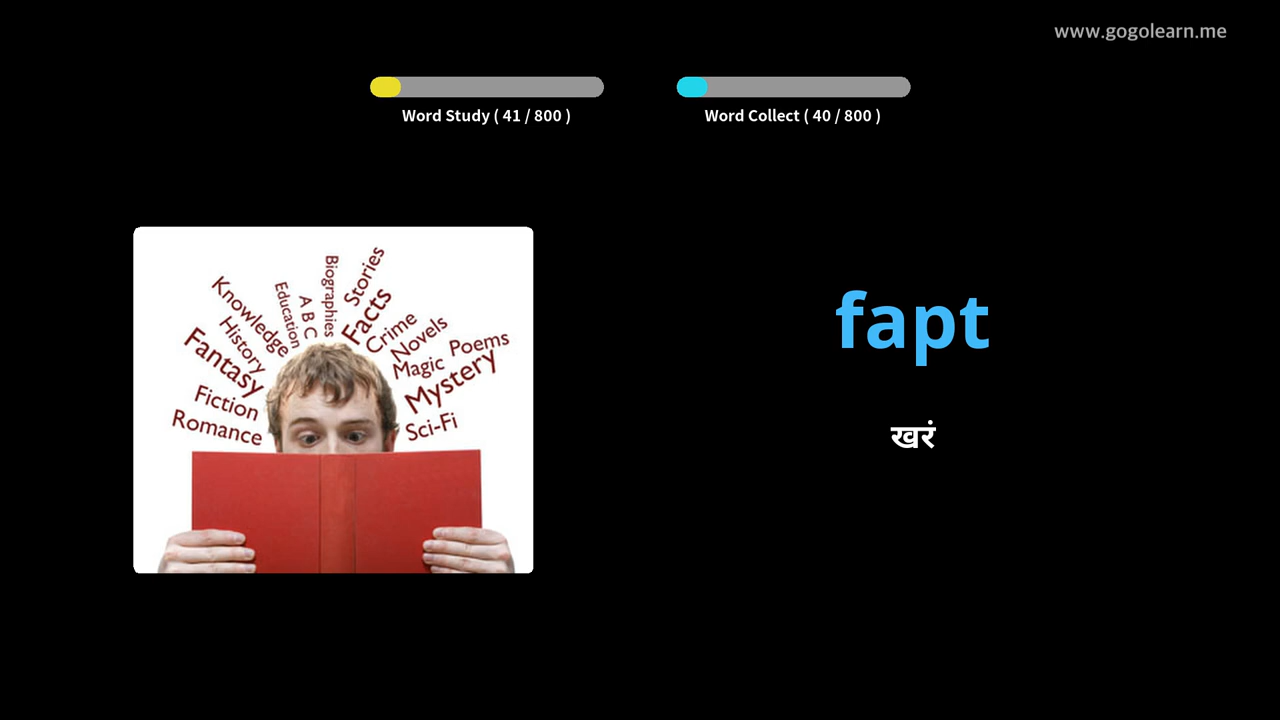 www.gogolearn.me
Word Study ( 41 / 800 )
Word Collect ( 40 / 800 )
Knowledge
History
Fantasy
Fiction
Romance
Education
A B C
Biographies
Stories
Facts
Crime
Novels
Magic
Poems
Mystery
Sci-Fi
fapt
खरं